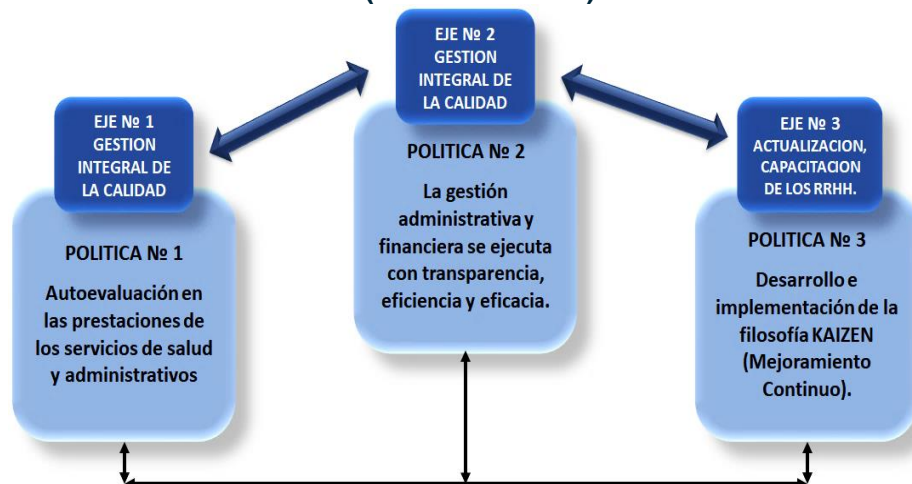 EJE № 1
GESTION
INTEGRAL DE
LA CALIDAD
POLITICA № 1
Autoevaluación en
las prestaciones de
los servicios de salud
y administrativos
EJE № 2
GESTION
INTEGRAL DE
LA CALIDAD
POLITICA № 2
La gestión
administrativa y
financiera se ejecuta
con transparencia,
eficiencia y eficacia.
EJE № 3
ACTUALIZACION,
CAPACITACION
DE LOS RRHH.
POLITICA № 3
Desarrollo e
implementación de la
filosofía KAIZEN
(Mejoramiento
Continuo).